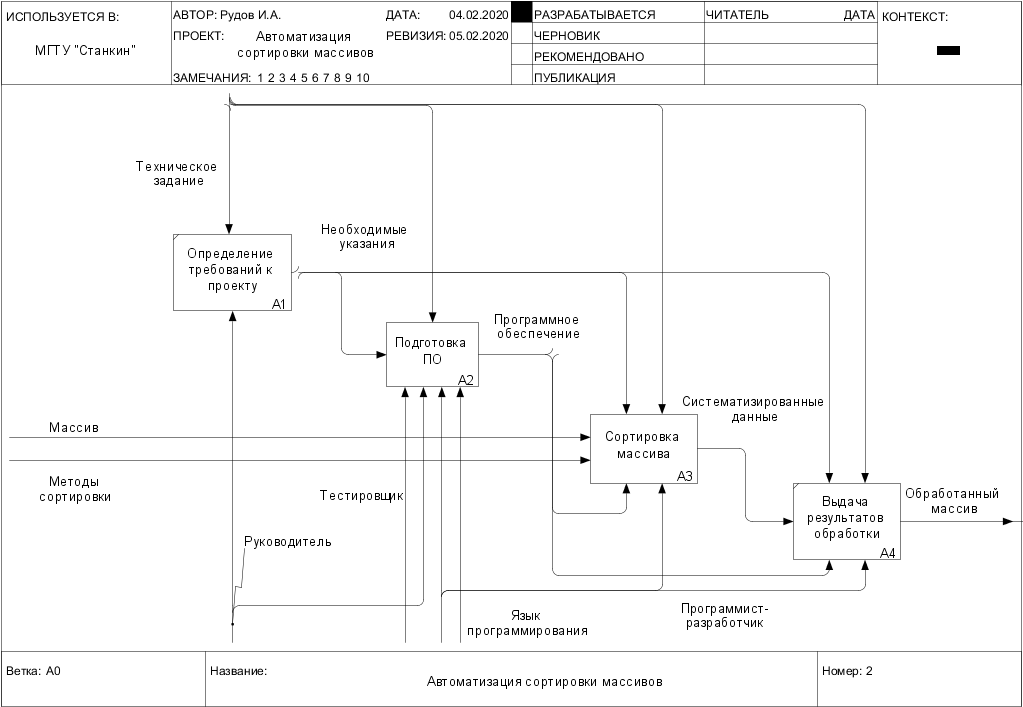 ИСПОЛЬЗУЕТСЯ В:
МГТУ "Станкин"
АВТОР: Рудов И.А.
ДАТА: 04.02.2020
ПРОЕКТ: Автоматизация
сортировки массивов
РЕВИЗИЯ: 05.02.2020
ЗАМЕЧАНИЯ: 1 2 3 4 5 6 7 8 9 10
РАЗРАБАТЫВАЕТСЯ
ЧЕРНОВИК
РЕКОМЕНДОВАНО
ПУБЛИКАЦИЯ
ЧИТАТЕЛЬ
ДАТА
КОНТЕКСТ:
Техническое
задание
Необходимые
указания
Определение
требований к
проекту
A1
Программное
обеспечение
Подготовка
ПО
A2
Систематизированные
данные
Массив
Сортировка
массива
A3
Методы
сортировки
Тестировщик
Выдача
результатов
обработки
A4
Обработанный
массив
Руководитель
Язык
программирования
Программист-
разработчик
Ветка: A0
Название:
Автоматизация сортировки массивов
Номер: 2